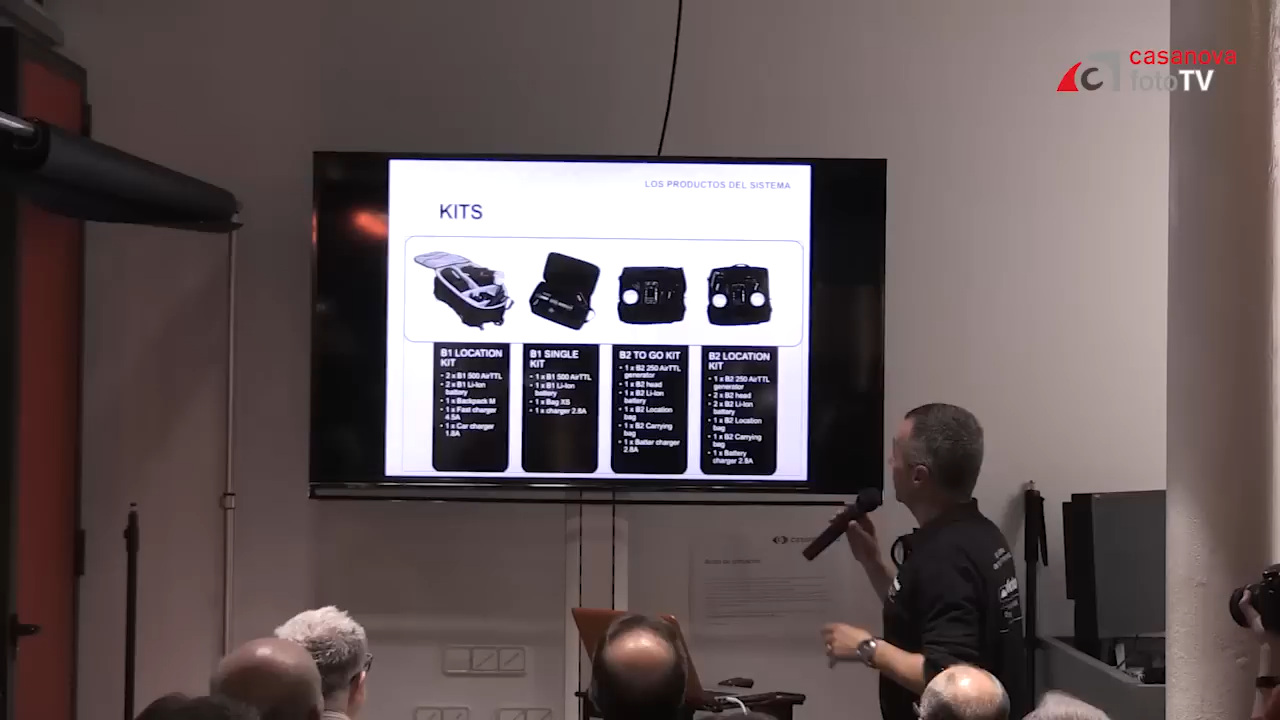 casanova
fotoTV
LOS PRODUCTOS DEL SISTEMA
KITS
B1 LOCATION
KIT
• 2 x B1 500 AirTTL
• 2 x B1 Li-Ion
battery
• 1 x Backpack M
• 1 x Fast charger
4.5A
• 1 x Car charger
1.8A
B1 SINGLE
KIT
• 1 x B1 500 AirTTL
• 1 x B1 Li-Ion
battery
• 1 x Bag XS
• 1 x charger 2.8A
B2 TO GO KIT
• 1 x B2 250 AirTTL
generator
• 1 x B2 head
• 1 x B2 Li-Ion
battery
• 1 x B2 Location
bag
• 1 x B2 Carrying
bag
• 1 x Batter charger
2.8A
B2 LOCATION
KIT
• 1 x B2 250 AirTTL
generator
• 2 x B2 head
• 2 x B2 Li-Ion
battery
• 1 x B2 Location
bag
• 1 x B2 Carrying
bag
• 1 x Battery
charger 2.8A